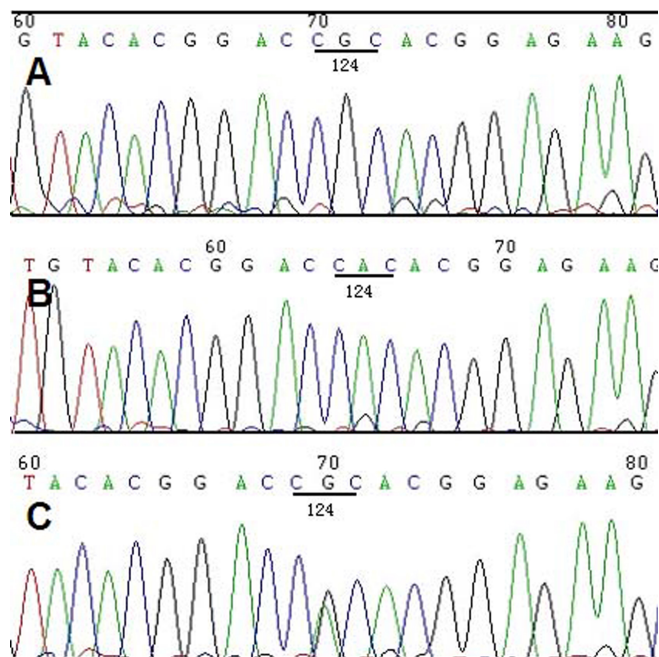 60 70 80
G T A C A C G G A C C G C A C G G A G A A G
A
124
60 70
T G T A C A C G G A C C A C A C G G A G A A G
B
124
60 70 80
T A C A C G G A C C G C A C G G A G A A G
C
124